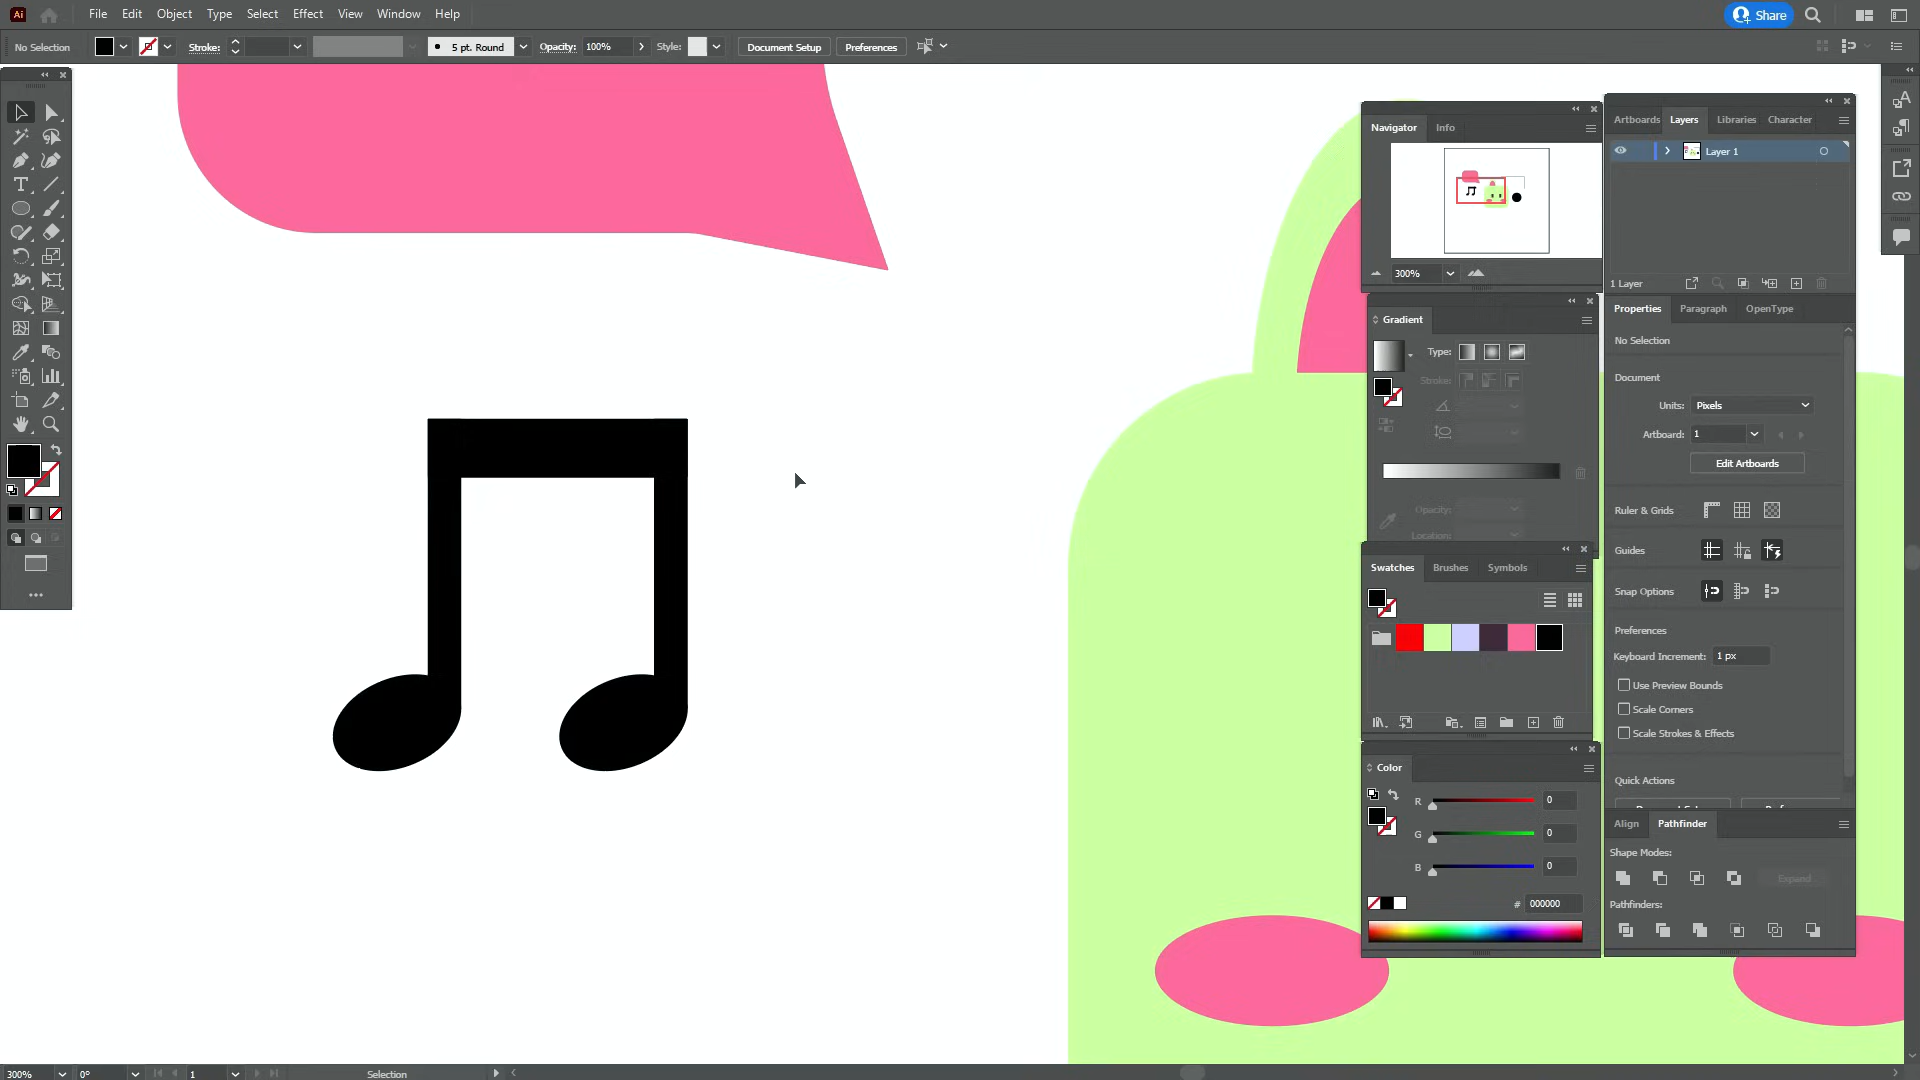 Ai File Edit Object Type Select Effect View Window Help Share
No Selection Stroke: 5 pt. Round Opacity: 100% Style: Document Setup Preferences
Navigator Info
300%
Artboards Layers Libraries Character
Layer 1
1 Layer
Gradient
Type:
Stroke:
Opacity:
Location:
Properties Paragraph OpenType
No Selection
Document
Units: Pixels
Artboard: 1
Edit Artboards
Ruler & Grids
Guides
Snap Options
Preferences
Keyboard Increment: 1 px
Use Preview Bounds
Scale Corners
Scale Strokes & Effects
Quick Actions
Swatches Brushes Symbols
Color
R 0
G 0
B 0
# 000000
Align Pathfinder
Shape Modes:
Expand
Pathfinders:
300% 0° 1 Selection